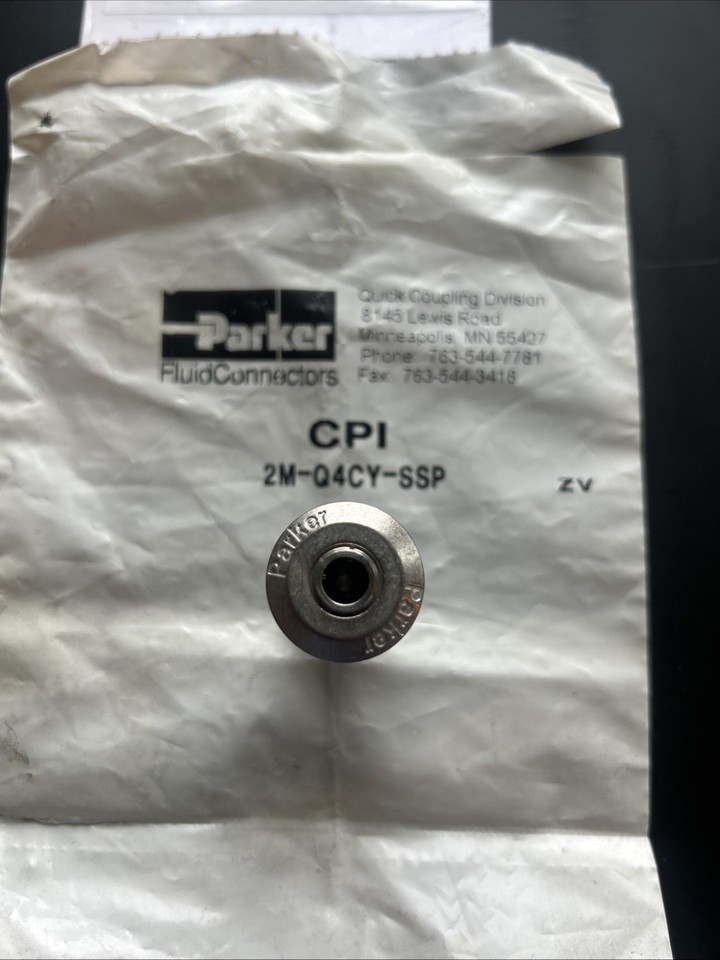 Parker
FluidConnectors
Quick Coupling Division
8145 Lewis Road
Minneapolis, MN 55427
Phone: 763-544-7781
Fax: 763-544-3418
CPI
2M-Q4CY-SSP
ZV
Parker
Parker